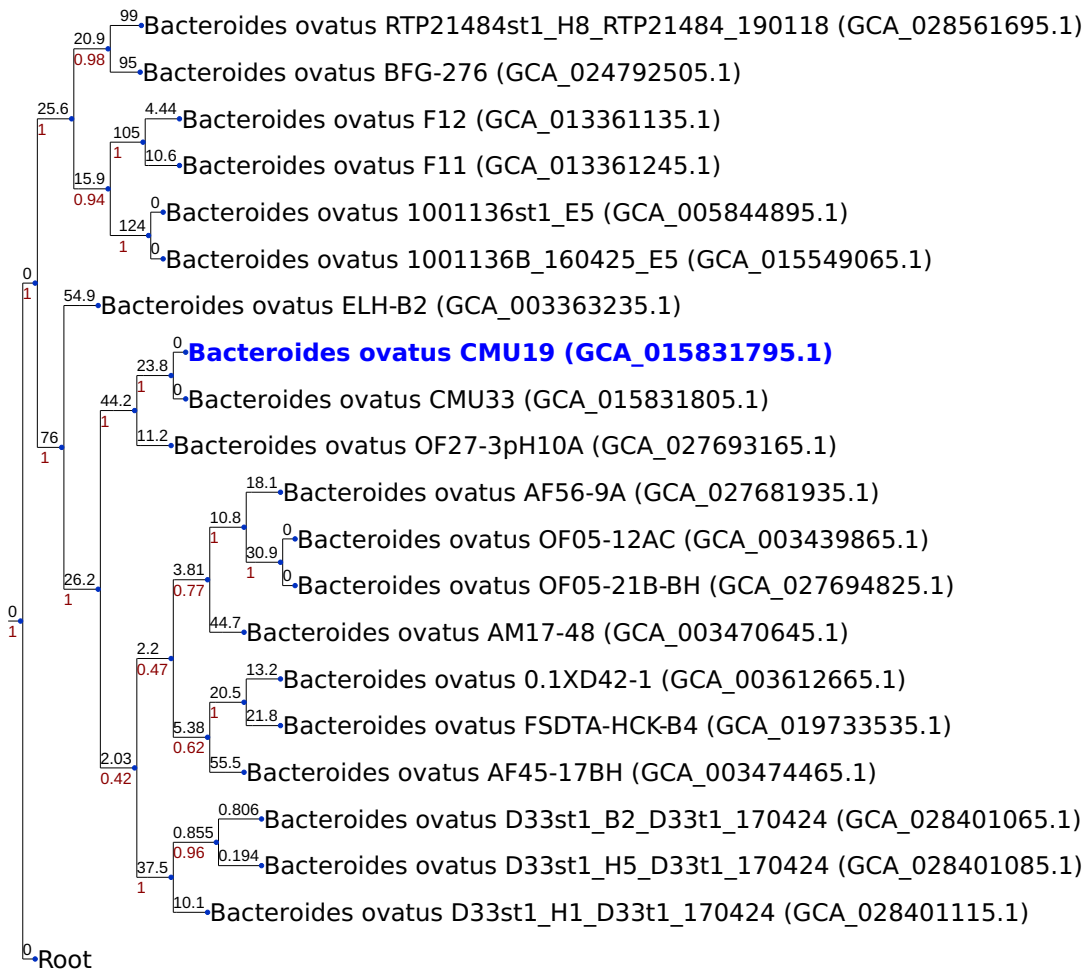 99
Bacteroides ovatus RTP21484st1_H8_RTP21484_190118 (GCA_028561695.1)
20.9
0.98
95
Bacteroides ovatus BFG-276 (GCA_024792505.1)
25.6
1
4.44
Bacteroides ovatus F12 (GCA_013361135.1)
105
1
10.6
Bacteroides ovatus F11 (GCA_013361245.1)
15.9
0.94
0
Bacteroides ovatus 1001136st1_E5 (GCA_005844895.1)
124
1
0
Bacteroides ovatus 1001136B_160425_E5 (GCA_015549065.1)
0
1
54.9
Bacteroides ovatus ELH-B2 (GCA_003363235.1)
0
Bacteroides ovatus CMU19 (GCA_015831795.1)
23.8
1
0
Bacteroides ovatus CMU33 (GCA_015831805.1)
44.2
1
11.2
Bacteroides ovatus OF27-3pH10A (GCA_027693165.1)
76
1
18.1
Bacteroides ovatus AF56-9A (GCA_027681935.1)
10.8
1
0
Bacteroides ovatus OF05-12AC (GCA_003439865.1)
30.9
1
0
Bacteroides ovatus OF05-21B-BH (GCA_027694825.1)
3.81
0.77
26.2
1
44.7
Bacteroides ovatus AM17-48 (GCA_003470645.1)
0
1
2.2
0.47
13.2
Bacteroides ovatus 0.1XD42-1 (GCA_003612665.1)
20.5
1
21.8
Bacteroides ovatus FSDTA-HCK-B4 (GCA_019733535.1)
5.38
0.62
55.5
Bacteroides ovatus AF45-17BH (GCA_003474465.1)
2.03
0.42
0.806
Bacteroides ovatus D33st1_B2_D33t1_170424 (GCA_028401065.1)
0.855
0.96
0.194
Bacteroides ovatus D33st1_H5_D33t1_170424 (GCA_028401085.1)
37.5
1
10.1
Bacteroides ovatus D33st1_H1_D33t1_170424 (GCA_028401115.1)
0
Root